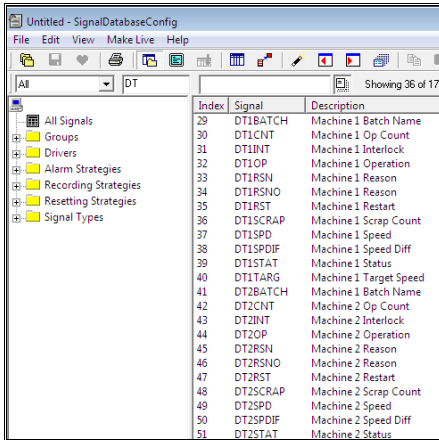 Untitled - SignalDatabaseConfig
File Edit View Make Live Help
All DT Showing 36 of 17
All Signals
Groups
Drivers
Alarm Strategies
Recording Strategies
Resetting Strategies
Signal Types
Index Signal Description
29 DT1BATCH Machine 1 Batch Name
30 DT1CNT Machine 1 Op Count
31 DT1INT Machine 1 Interlock
32 DT1OP Machine 1 Operation
33 DT1RSN Machine 1 Reason
34 DT1RSNO Machine 1 Reason
35 DT1RST Machine 1 Restart
36 DT1SCRAP Machine 1 Scrap Count
37 DT1SPD Machine 1 Speed
38 DT1SPDIF Machine 1 Speed Diff
39 DT1STAT Machine 1 Status
40 DT1TARG Machine 1 Target Speed
41 DT2BATCH Machine 1 Batch Name
42 DT2CNT Machine 2 Op Count
43 DT2INT Machine 2 Interlock
44 DT2OP Machine 2 Operation
45 DT2RSN Machine 2 Reason
46 DT2RSNO Machine 2 Reason
47 DT2RST Machine 2 Restart
48 DT2SCRAP Machine 2 Scrap Count
49 DT2SPD Machine 2 Speed
50 DT2SPDIF Machine 2 Speed Diff
51 DT2STAT Machine 2 Status